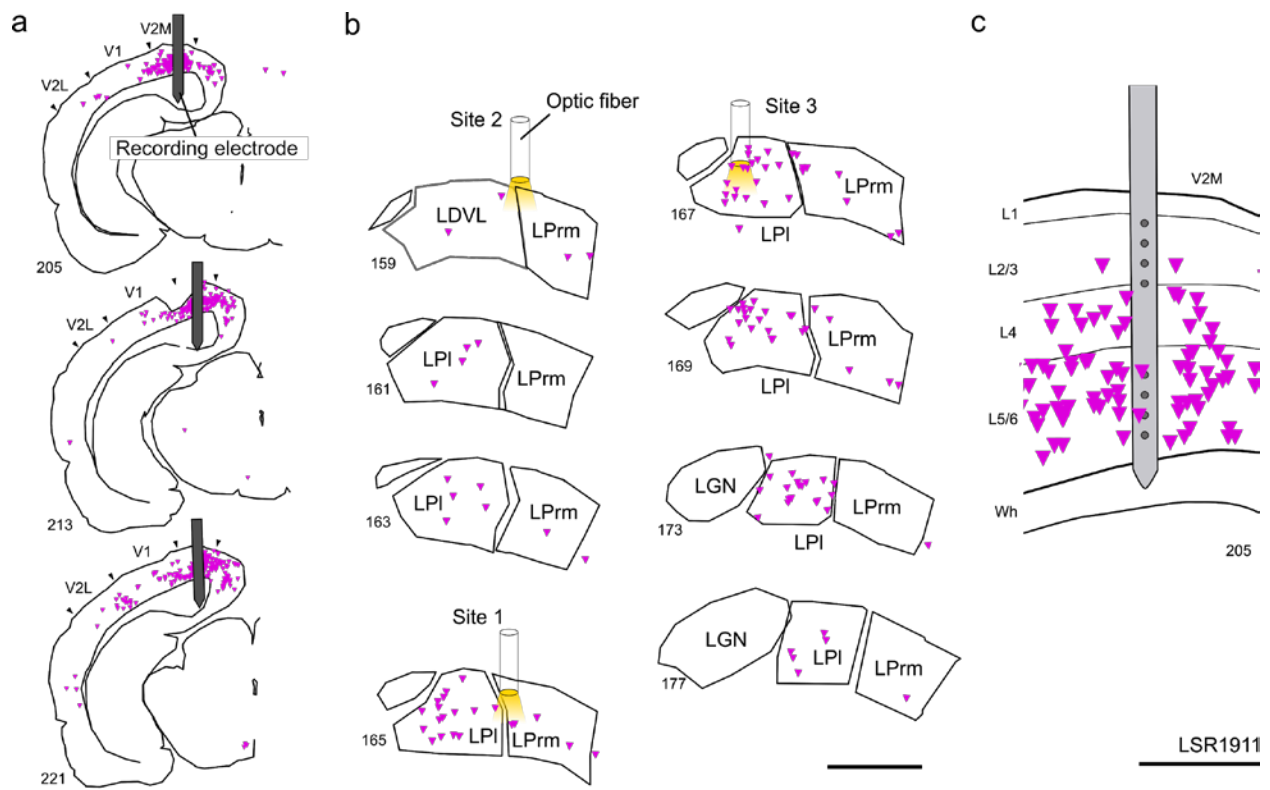 a
V2M
V1
V2L
Recording electrode
205
V1
V2L
213
V1
V2L
221
b
Optic fiber
Site 2
LDVL
LPrm
159
LPl
LPrm
161
LPl
LPrm
163
Site 1
LPl
LPrm
165
Site 3
LPrm
LPl
167
LPrm
LPl
169
LGN
LPrm
LPl
173
LGN
LPl
LPrm
177
c
V2M
L1
L2/3
L4
L5/6
Wh
205
LSR1911